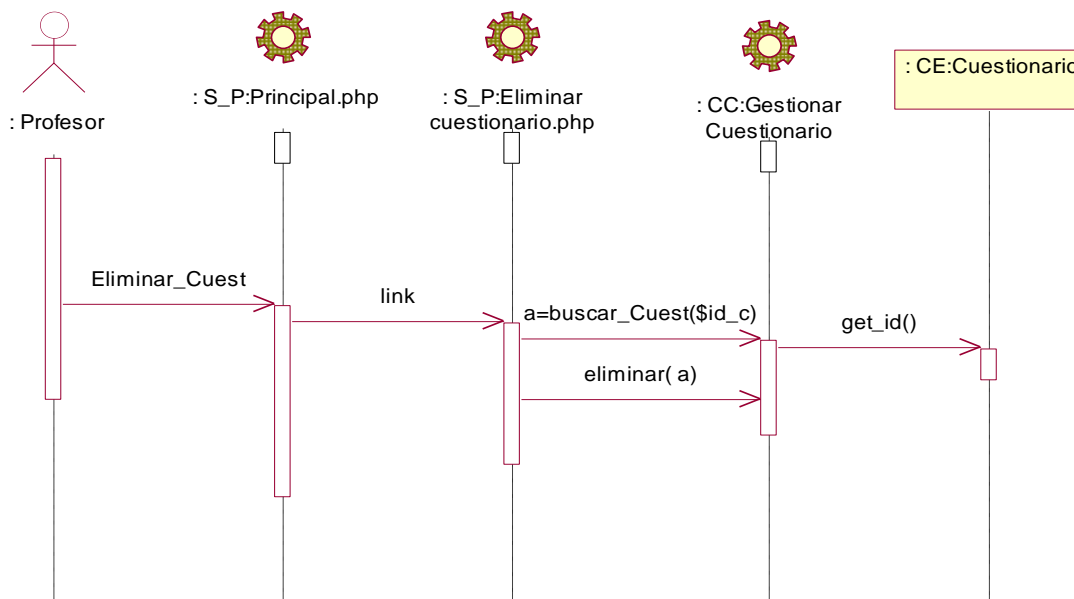 : Profesor
: S_P:Principal.php
: S_P:Eliminar
cuestionario.php
: CC:Gestionar
Cuestionario
: CE:Cuestionario
Eliminar_Cuest
link
a=buscar_Cuest($id_c)
get_id()
eliminar( a)